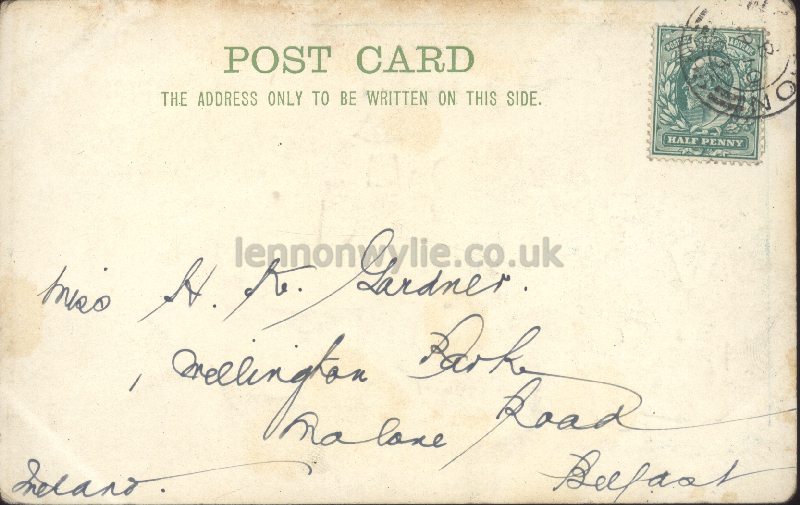 POST CARD
THE ADDRESS ONLY TO BE WRITTEN ON THIS SIDE.
HALF PENNY
lennonwylie.co.uk
Miss H. K. Gardner.
1, Wellington Park
Malone Road
Belfast
Ireland.